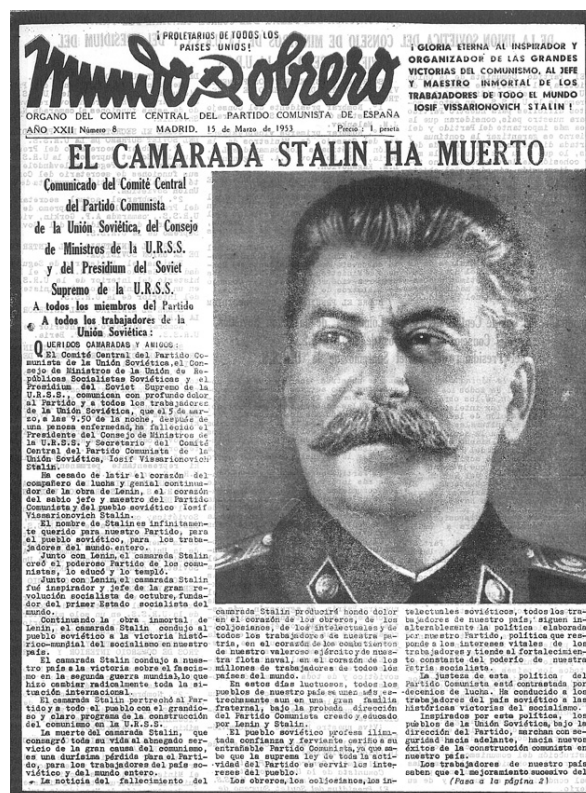 ¡ PROLETARIOS DE TODOS LOS
PAISES UNIOS !
mundo obrero
ORGANO DEL COMITE CENTRAL DEL PARTIDO COMUNISTA DE ESPAÑA
AÑO XXII Número 8 MADRID, 15 de Marzo de 1953 Precio: 1 peseta
¡ GLORIA ETERNA AL INSPIRADOR Y
ORGANIZADOR DE LAS GRANDES
VICTORIAS DEL COMUNISMO, AL JEFE
Y MAESTRO INMORTAL DE LOS
TRABAJADORES DE TODO EL MUNDO
IOSIF VISSARIONOVICH STALIN !
EL CAMARADA STALIN HA MUERTO
Comunicado del Comité Central
del Partido Comunista
de la Unión Soviética, del Consejo
de Ministros de la U.R.S.S.
y del Presidium del Soviet
Supremo de la U.R.S.S.
A todos los miembros del Partido
A todos los trabajadores de la
Unión Soviética :
QUERIDOS CAMARADAS Y AMIGOS:
El Comité Central del Partido Co-
munista de la Unión Soviética, el Con-
sejo de Ministros de la Unión de Re-
públicas Socialistas Soviéticas y el
Presidium del Soviet Supremo de la
U.R.S.S., comunican con profundo dolor
al Partido y a todos los trabajadores
de la Unión Soviética, que el 5 de mar-
zo, a las 9.50 de la noche, después de
una penosa enfermedad, ha fallecido el
Presidente del Consejo de Ministros de
la U.R.S.S. y Secretario del Comité
Central del Partido Comunista de la
Unión Soviética, Iosif Vissarionovich
Stalin.
Ha cesado de latir el corazón del
compañero de lucha y genial continua-
dor de la obra de Lenin, el corazón
del sabio jefe y maestro del Partido
Comunista y del pueblo soviético Iosif
Vissarionovich Stalin.
El nombre de Stalin es infinitamen-
te querido para nuestro Partido, para
el pueblo soviético, para los traba-
jadores del mundo entero.
Junto con Lenin, el camarada Stalin
creó el poderoso Partido de los comu-
nistas, lo educó y lo templó.
Junto con Lenin, el camarada Stalin
fué inspirador y jefe de la gran re-
volución socialista de octubre, funda-
dor del primer Estado socialista del
mundo.
Continuando la obra inmortal de
Lenin, el camarada Stalin condujo al
pueblo soviético a la victoria histó-
rico-mundial del socialismo en nuestro
país.
El camarada Stalin condujo a nues-
tro país a la victoria sobre el fascis-
mo en la segunda guerra mundial, lo que
hizo cambiar radicalmente toda la si-
tuación internacional.
El camarada Stalin pertrechó al Par-
tido y a todo el pueblo con el grandio-
so y claro programa de la construcción
del comunismo en la U.R.S.S.
La muerte del camarada Stalin, que
consagró toda su vida al abnegado ser-
vicio de la gran causa del comunismo,
es una durísima pérdida para el Parti-
do, para los trabajadores del país so-
viético y del mundo entero.
La noticia del fallecimiento del
camarada Stalin producirá hondo dolor
en el corazón de los obreros, de los
coljosianos, de los intelectuales y de
todos los trabajadores de nuestra pa-
tria, en el corazón de los combatientes
de nuestro valeroso ejército y de nues-
tra flota naval, en el corazón de los
millones de trabajadores de todos los
países del mundo.
En estos días luctuosos, todos los
pueblos de nuestro país se unen más es-
trechamente aun en una gran familia
fraternal, bajo la probada dirección
del Partido Comunista creado y educado
por Lenin y Stalin.
El pueblo soviético profesa ilimi-
tada confianza y ferviente cariño a su
entrañable Partido Comunista, ya que sa-
be que la suprema ley de toda la acti-
vidad del Partido es servir los inte-
reses del pueblo.
Los obreros, los coljosianos, los in-
telectuales soviéticos, todos los tra-
bajadores de nuestro país, siguen in-
alterablemente la política elaborada
por nuestro Partido, política que res-
ponde a los intereses vitales de los
trabajadores y tiende al fortalecimien-
to constante del poderío de nuestra
patria socialista.
La justeza de esta política del
Partido Comunista está contrastada por
decenios de lucha. Ha conducido a los
trabajadores del país soviético a las
históricas victorias del socialismo.
Inspirados por esta política, los
pueblos de la Unión Soviética, bajo la
dirección del Partido, marchan con se-
guridad hacia adelante, hacia nuevos
éxitos de la construcción comunista en
nuestro país.
Los trabajadores de nuestro país
saben que el mejoramiento sucesivo del
(Pasa a la página 2)